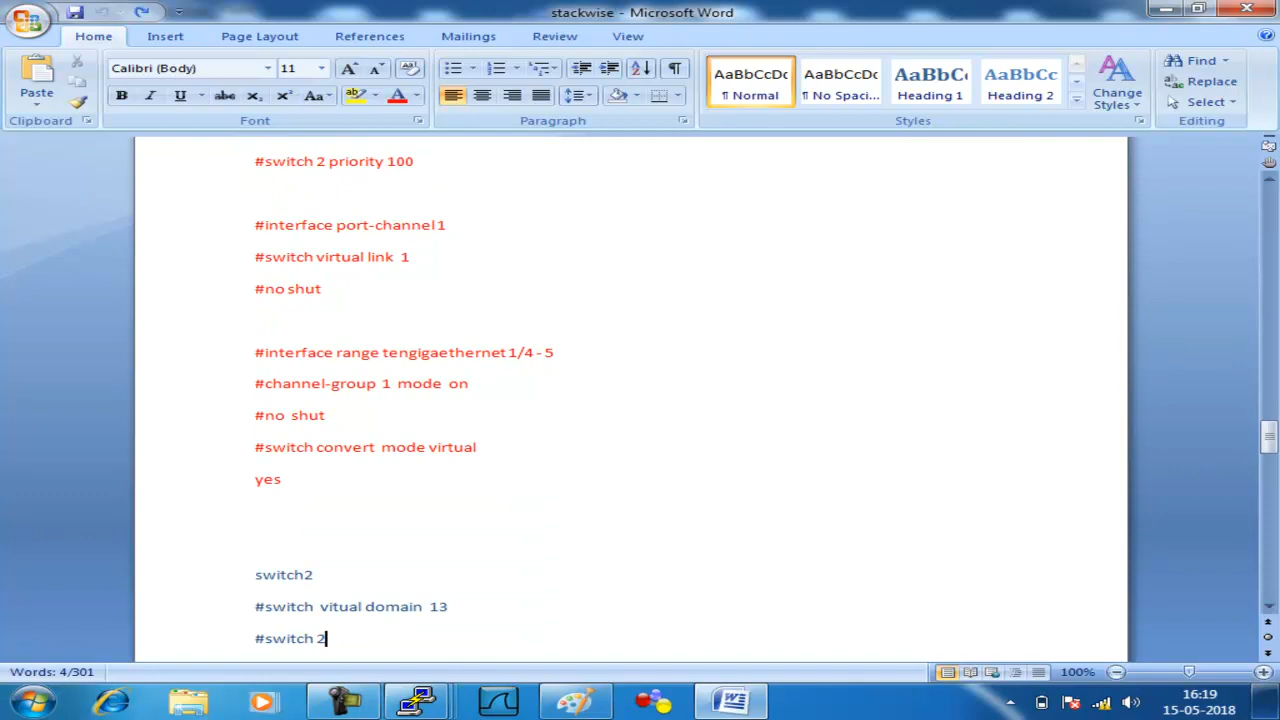 stackwise - Microsoft Word
Home Insert Page Layout References Mailings Review View
Calibri (Body) 11
Paste
Clipboard
Font
Paragraph
AaBbCcDc AaBbCcDc AaBbC AaBbCc
¶ Normal ¶ No Spaci... Heading 1 Heading 2
Change Styles
Styles
Find
Replace
Select
Editing
#switch 2 priority 100
#interface port-channel 1
#switch virtual link 1
#no shut
#interface range tengigaethernet 1/4 - 5
#channel-group 1 mode on
#no shut
#switch convert mode virtual
yes
switch2
#switch vitual domain 13
#switch 2
Words: 4/301
100%
16:19
15-05-2018